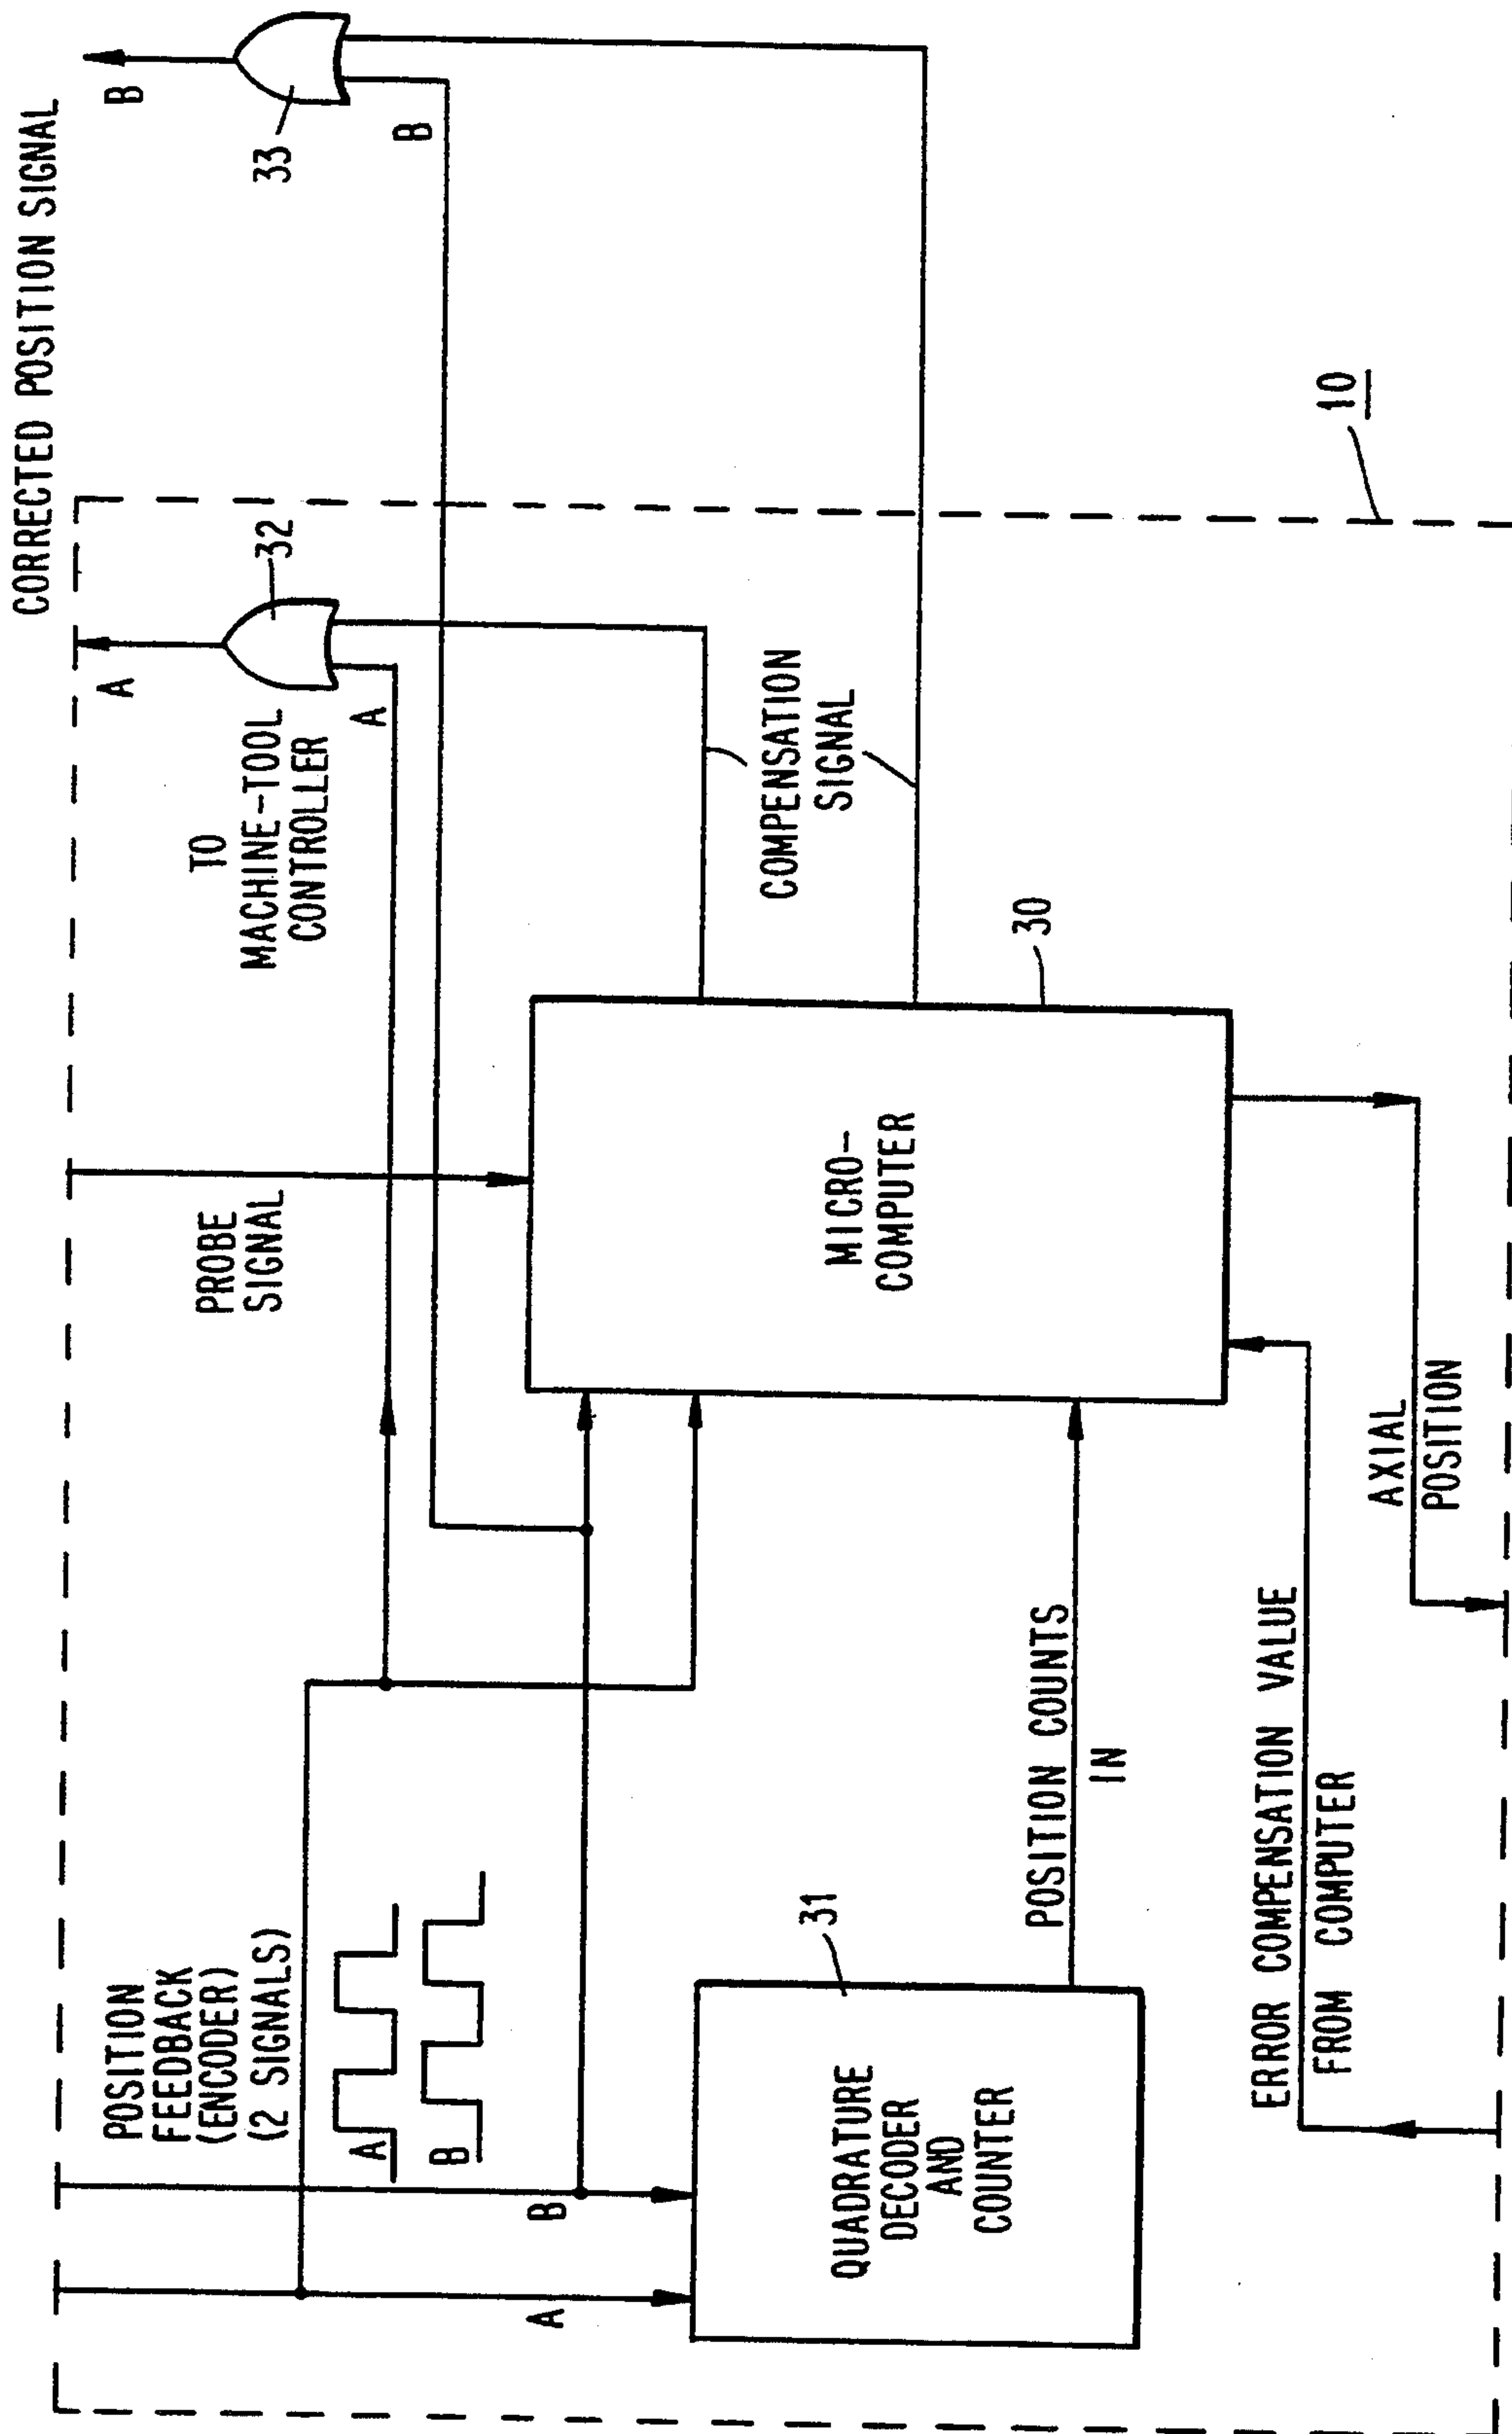 CORRECTED POSITION SIGNAL
POSITION
FEEDBACK
(ENCODER)
(2 SIGNALS)
A
B
A
B
PROBE
SIGNAL
TO
MACHINE-TOOL
CONTROLLER
A
A
32
B
B
33
QUADRATURE
DECODER
AND
COUNTER
31
POSITION COUNTS
IN
MICRO-
COMPUTER
30
COMPENSATION
SIGNAL
ERROR COMPENSATION VALUE
FROM COMPUTER
AXIAL
POSITION
10